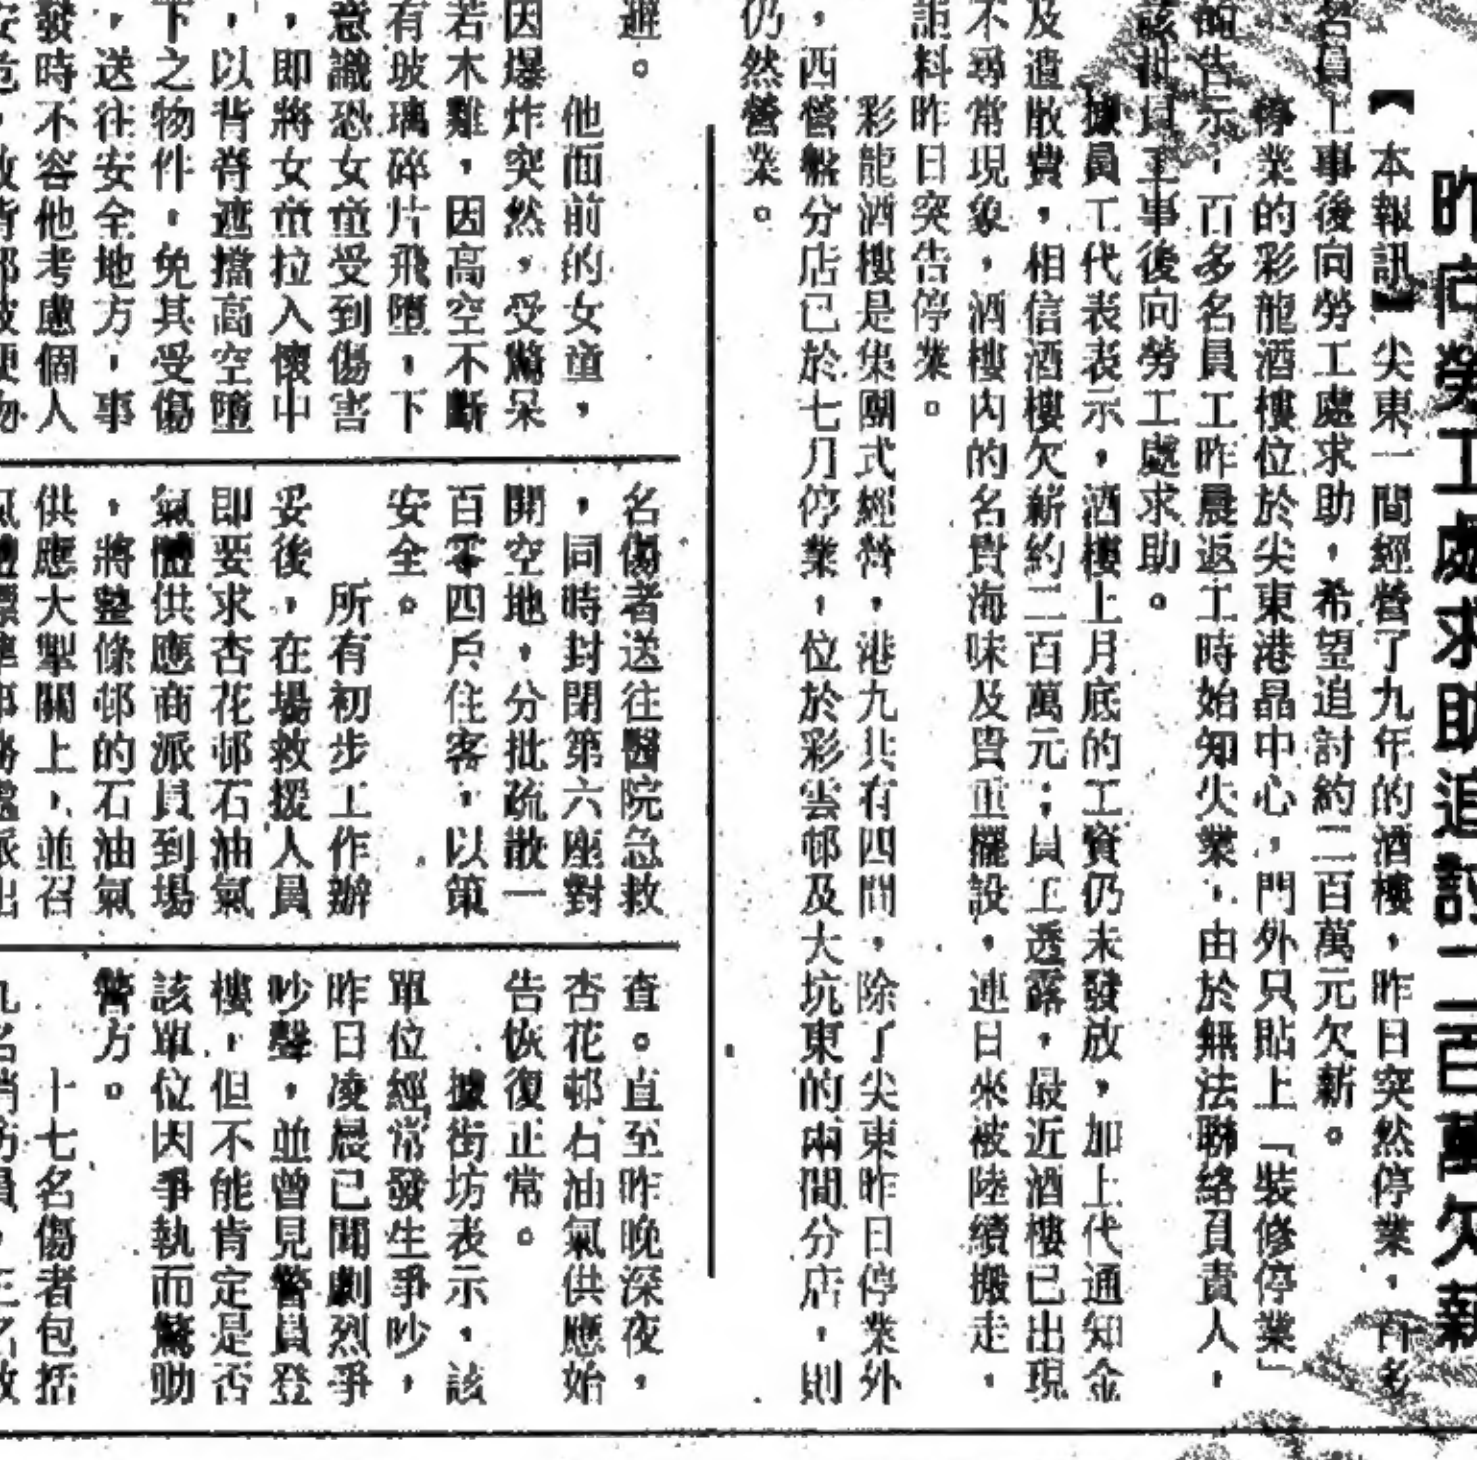 昨向勞工處求助追討二百萬欠薪
【本報訊】尖東一間經營了九年的酒樓，昨日突然停業，百多
名員工事後向勞工處求助，希望追討約二百萬元欠薪。
停業的彩龍酒樓位於尖東港晶中心，門外只貼上「裝修停業」
的告示，百多名員工昨晨返工時始知失業，由於無法聯絡負責人，
該批員工事後向勞工處求助。
據員工代表表示，酒樓上月底的工資仍未發放，加上代通知金
及遣散費，相信酒樓欠薪約二百萬元；員工透露，最近酒樓已出現
不尋常現象，酒樓內的名貴海味及貴重擺設，連日來被陸續搬走，
詎料昨日突告停業。
彩龍酒樓是集團式經營，港九共有四間，除了尖東昨日停業外
，西營盤分店已於七月停業，位於彩雲邨及大坑東的兩間分店，則
仍然營業。
避。
他面前的女童，
因爆炸突然，受驚呆
若木雞，因高空不斷
有玻璃碎片飛墮，下
意識恐女童受到傷害
，即將女童拉入懷中
，以背脊遮擋高空墮
下之物件，免其受傷
，送往安全地方，事
發時不容他考慮個人
安危，故背部被硬物
名傷者送往醫院急救
，同時封閉第六座對
開空地，分批疏散一
百零四戶住客，以策
安全。
所有初步工作辦
妥後，在場救援人員
即要求杏花邨石油氣
氣體供應商派員到場
，將整條邨的石油氣
供應大掣關上，並召
查。直至昨晚深夜，
杏花邨石油氣供應始
告恢復正常。
據街坊表示，該
單位經常發生爭吵，
昨日凌晨已聞劇烈爭
吵聲，並曾見警員登
樓，但不能肯定是否
該單位因爭執而驚動
警方。
十七名傷者包括